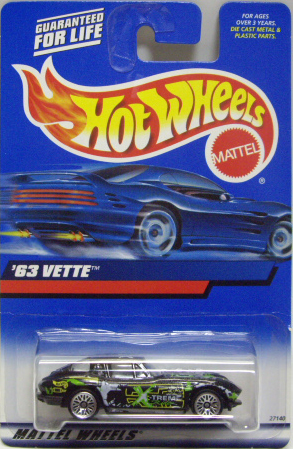 GUARANTEED
FOR LIFE
FOR AGES
OVER 3 YEARS.
DIE CAST METAL &
PLASTIC PARTS.
HOT WHEELS
MATTEL
®
'63 VETTE™
X-TREME
27148
MATTEL WHEELS